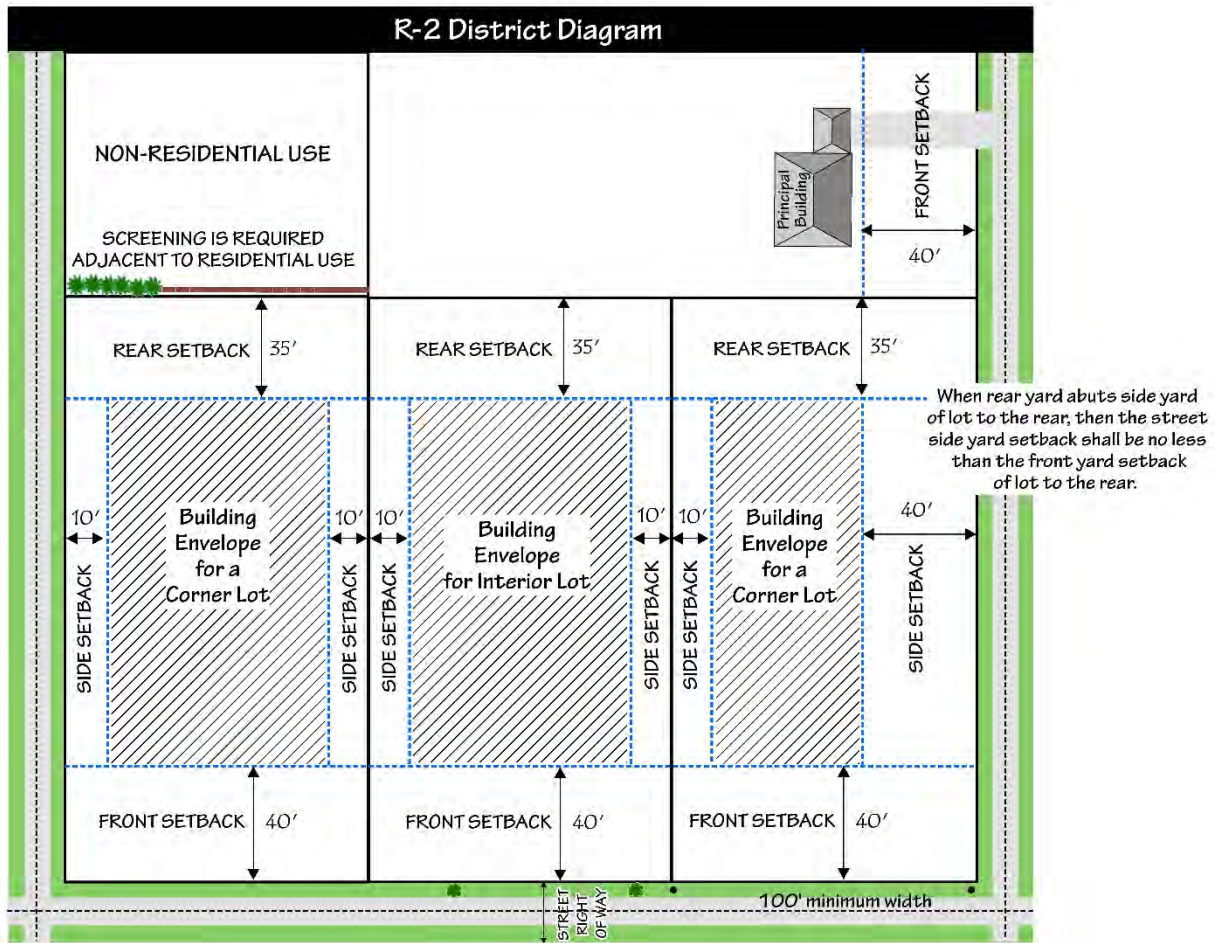 R-2 District Diagram
NON-RESIDENTIAL USE
SCREENING IS REQUIRED
ADJACENT TO RESIDENTIAL USE
Principal
Building
FRONT SETBACK
40'
REAR SETBACK 35'
REAR SETBACK 35'
REAR SETBACK 35'
When rear yard abuts side yard
of lot to the rear, then the street
side yard setback shall be no less
than the front yard setback
of lot to the rear.
10'
SIDE SETBACK
Building
Envelope
for a
Corner Lot
10'
SIDE SETBACK
10'
SIDE SETBACK
Building
Envelope
for Interior Lot
10'
SIDE SETBACK
10'
SIDE SETBACK
Building
Envelope
for a
Corner Lot
40'
SIDE SETBACK
FRONT SETBACK 40'
FRONT SETBACK 40'
FRONT SETBACK 40'
STREET
RIGHT
OF WAY
100' minimum width